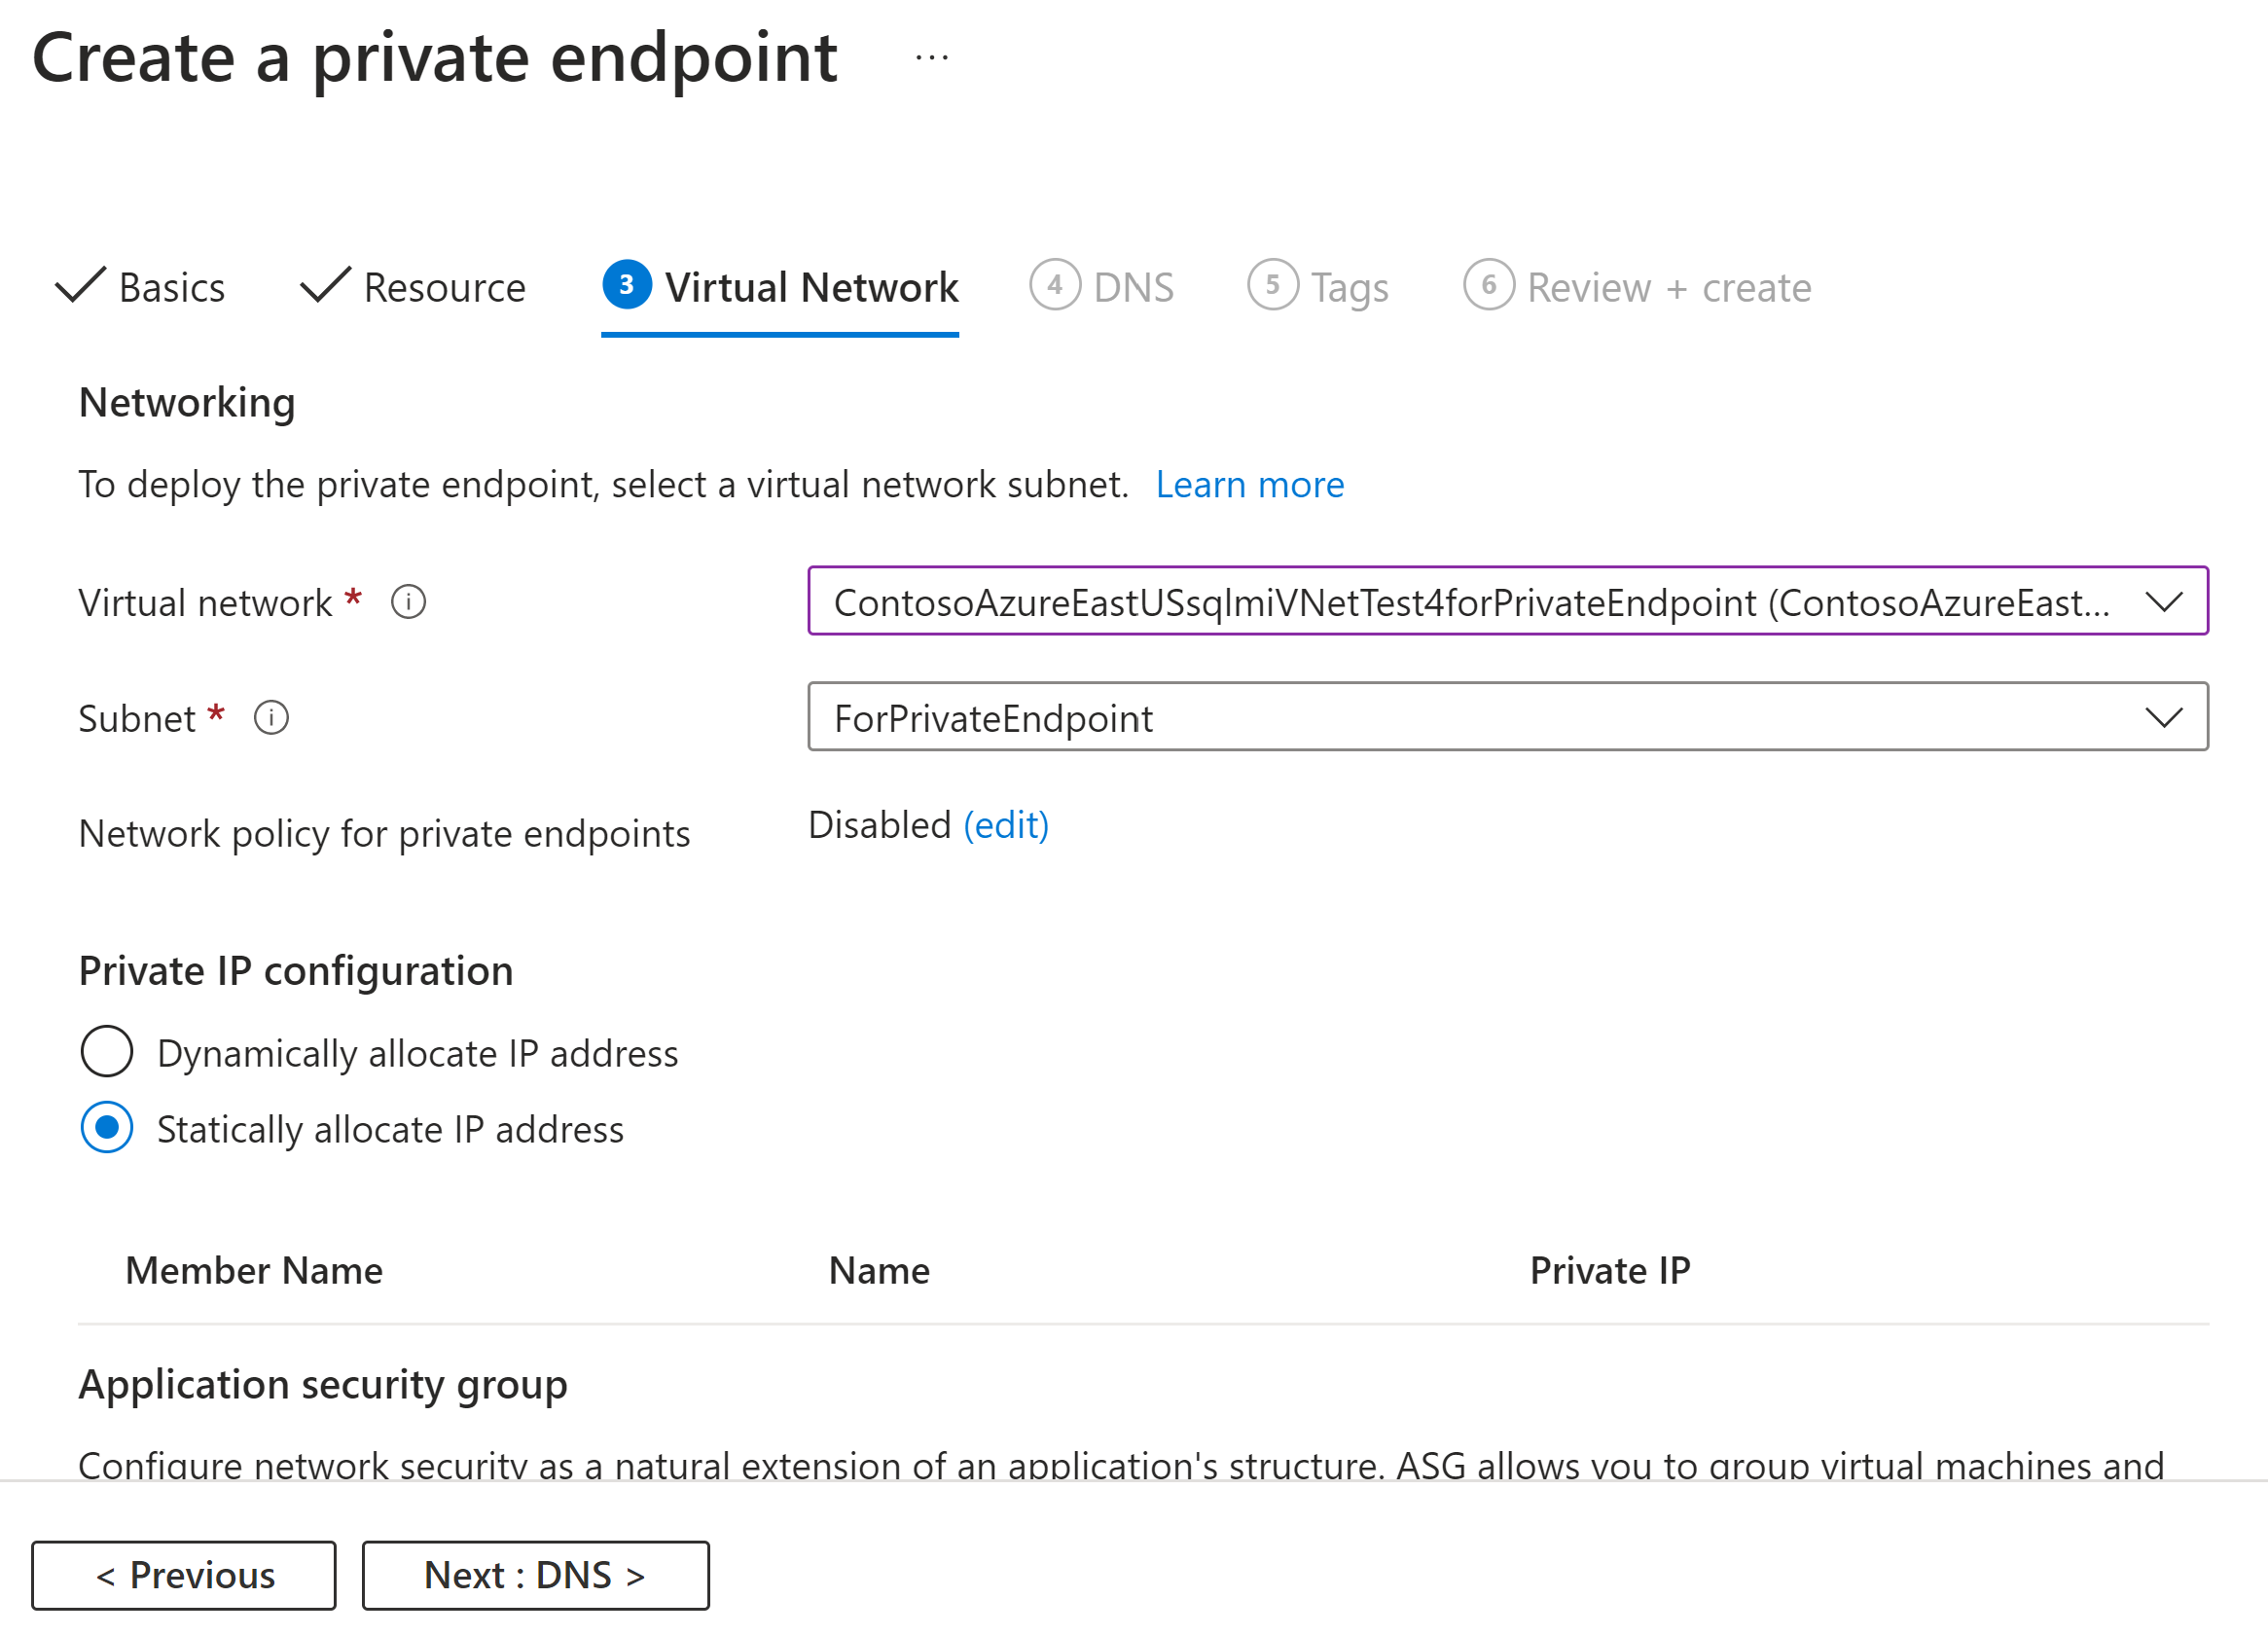 Create a private endpoint ...
Basics Resource 3 Virtual Network 4 DNS 5 Tags 6 Review + create
Networking
To deploy the private endpoint, select a virtual network subnet. Learn more
Virtual network * ContosoAzureEastUSsqlmiVNetTest4forPrivateEndpoint (ContosoAzureEast...
Subnet * ForPrivateEndpoint
Network policy for private endpoints Disabled (edit)
Private IP configuration
Dynamically allocate IP address
Statically allocate IP address
Member Name Name Private IP
Application security group
Configure network security as a natural extension of an application's structure. ASG allows you to group virtual machines and
< Previous Next : DNS >